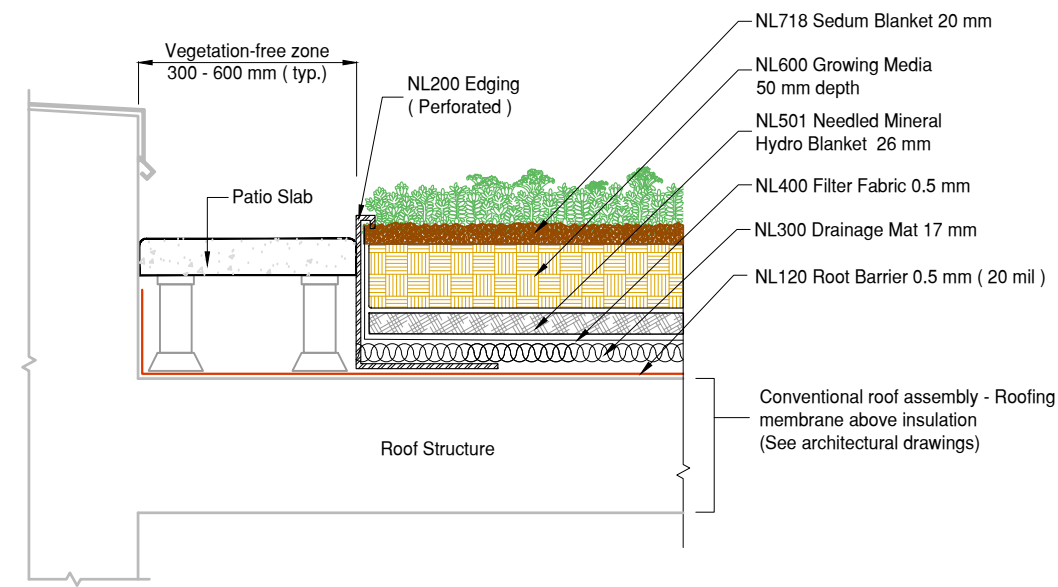 Vegetation-free zone
300 - 600 mm ( typ.)
NL200 Edging
( Perforated )
Patio Slab
NL718 Sedum Blanket 20 mm
NL600 Growing Media
50 mm depth
NL501 Needled Mineral
Hydro Blanket  26 mm
NL400 Filter Fabric 0.5 mm
NL300 Drainage Mat 17 mm
NL120 Root Barrier 0.5 mm ( 20 mil )
Conventional roof assembly - Roofing
membrane above insulation
(See architectural drawings)
Roof Structure